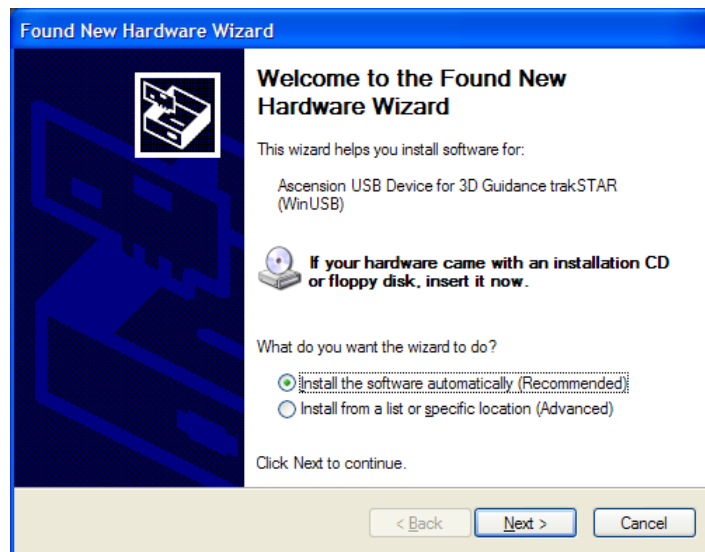 Found New Hardware Wizard
Welcome to the Found New
Hardware Wizard
This wizard helps you install software for:
Ascension USB Device for 3D Guidance trakSTAR
(WinUSB)
If your hardware came with an installation CD
or floppy disk, insert it now.
What do you want the wizard to do?
Install the software automatically (Recommended)
Install from a list or specific location (Advanced)
Click Next to continue.
< Back Next > Cancel